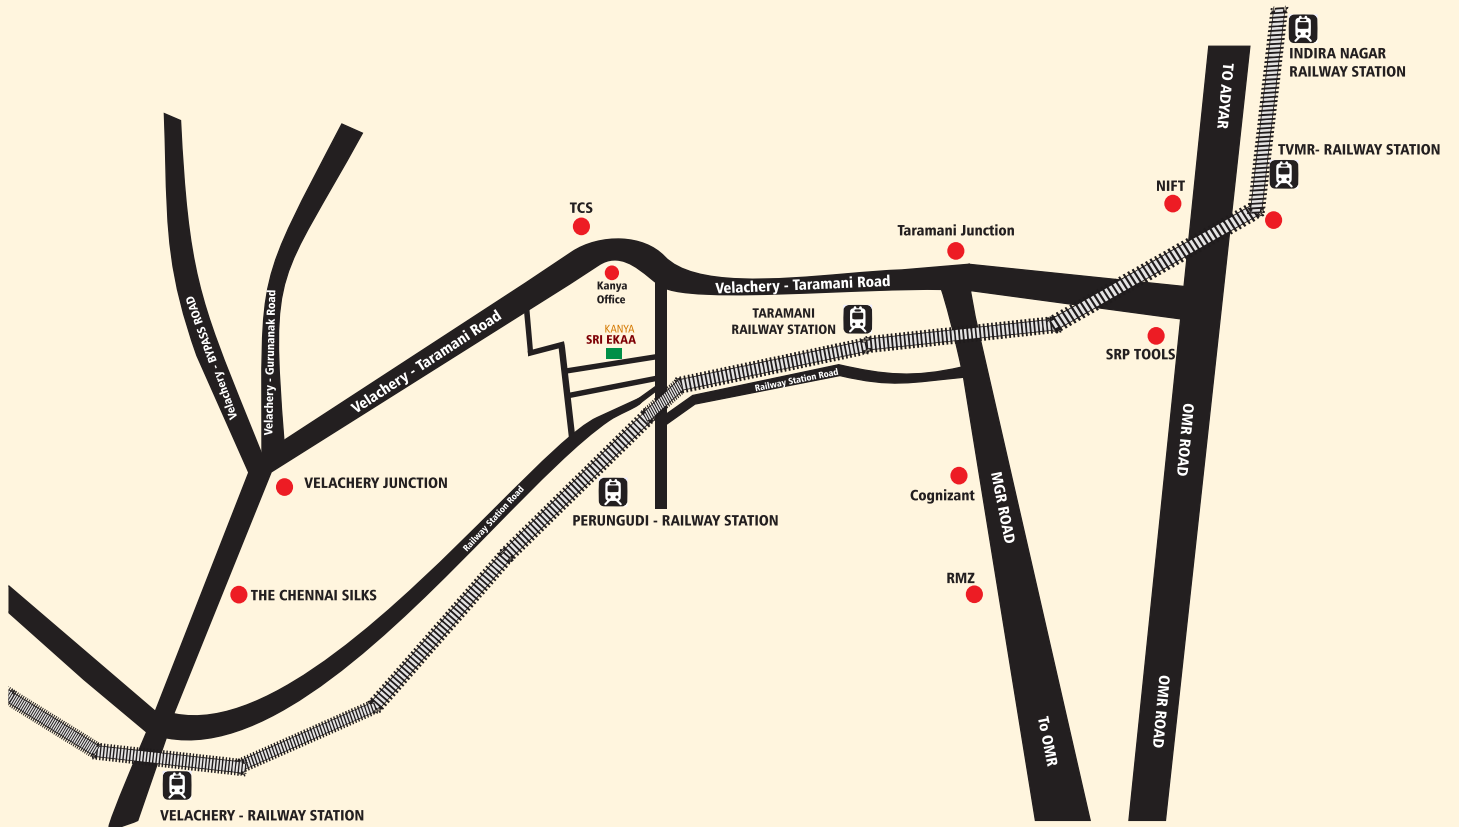 INDIRA NAGAR
RAILWAY STATION
TO ADYAR
TVMR- RAILWAY STATION
NIFT
TCS
Taramani Junction
Kanya
Office
Velachery - Taramani Road
TARAMANI
RAILWAY STATION
KANYA
SRI EKAA
SRP TOOLS
Velachery - BYPASS ROAD
Velachery - Gurunanak Road
Velachery - Taramani Road
Railway Station Road
OMR ROAD
VELACHERY JUNCTION
Cognizant
MGR ROAD
Railway Station Road
PERUNGUDI - RAILWAY STATION
RMZ
THE CHENNAI SILKS
OMR ROAD
To OMR
VELACHERY - RAILWAY STATION